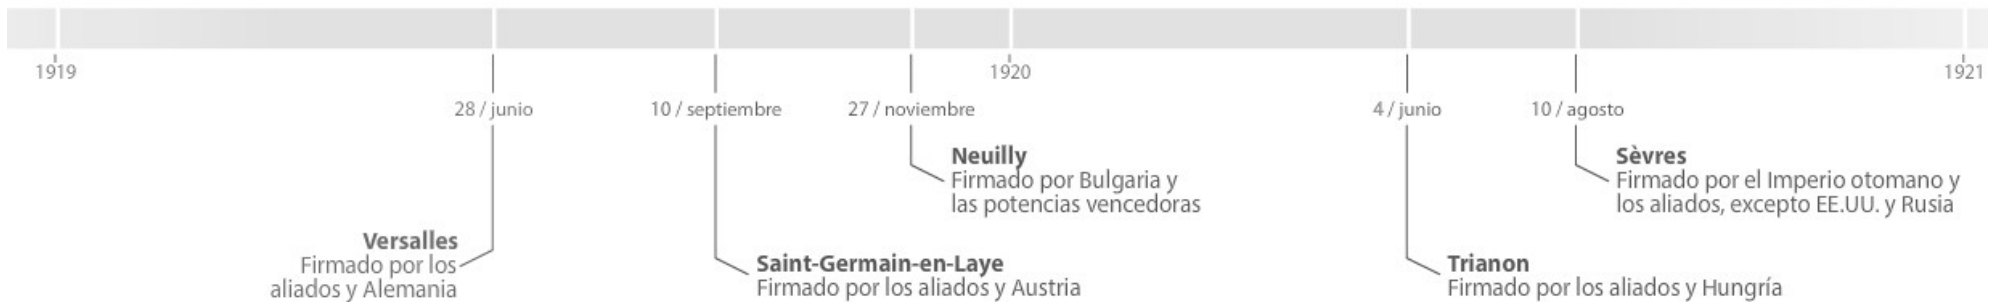 1919
1920
1921
28 / junio
10 / septiembre
27 / noviembre
4 / junio
10 / agosto
Neuilly
Firmado por Bulgaria y
las potencias vencedoras
Sèvres
Firmado por el Imperio otomano y
los aliados, excepto EE.UU. y Rusia
Versalles
Firmado por los
aliados y Alemania
Saint-Germain-en-Laye
Firmado por los aliados y Austria
Trianon
Firmado por los aliados y Hungría